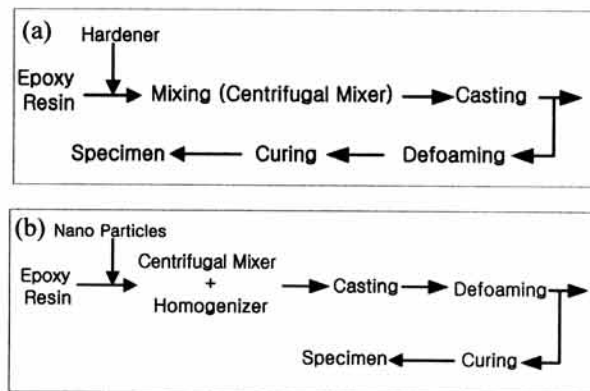 (a)
Hardener
Epoxy
Resin
Mixing (Centrifugal Mixer)
Casting
Specimen
Curing
Defoaming
(b)
Nano Particles
Epoxy
Resin
Centrifugal Mixer
+
Homogenizer
Casting
Defoaming
Specimen
Curing